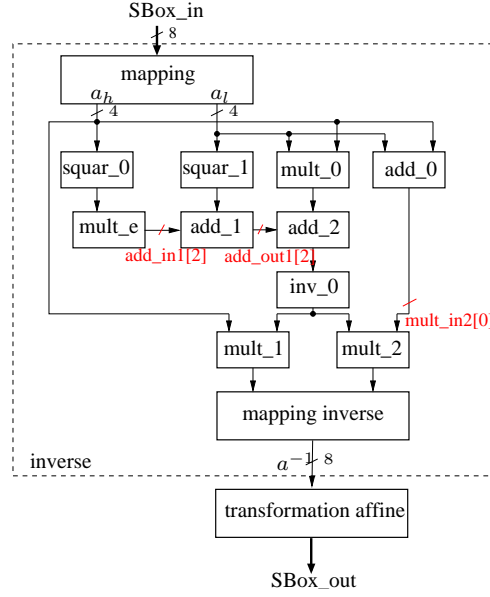 SBox_in
8
mapping
a_h a_l
4 4
squar_0 squar_1 mult_0 add_0
mult_e add_1 add_2
add_in1[2] add_out1[2]
inv_0
mult_in2[0]
mult_1 mult_2
mapping inverse
inverse
a^{-1} 8
transformation affine
SBox_out